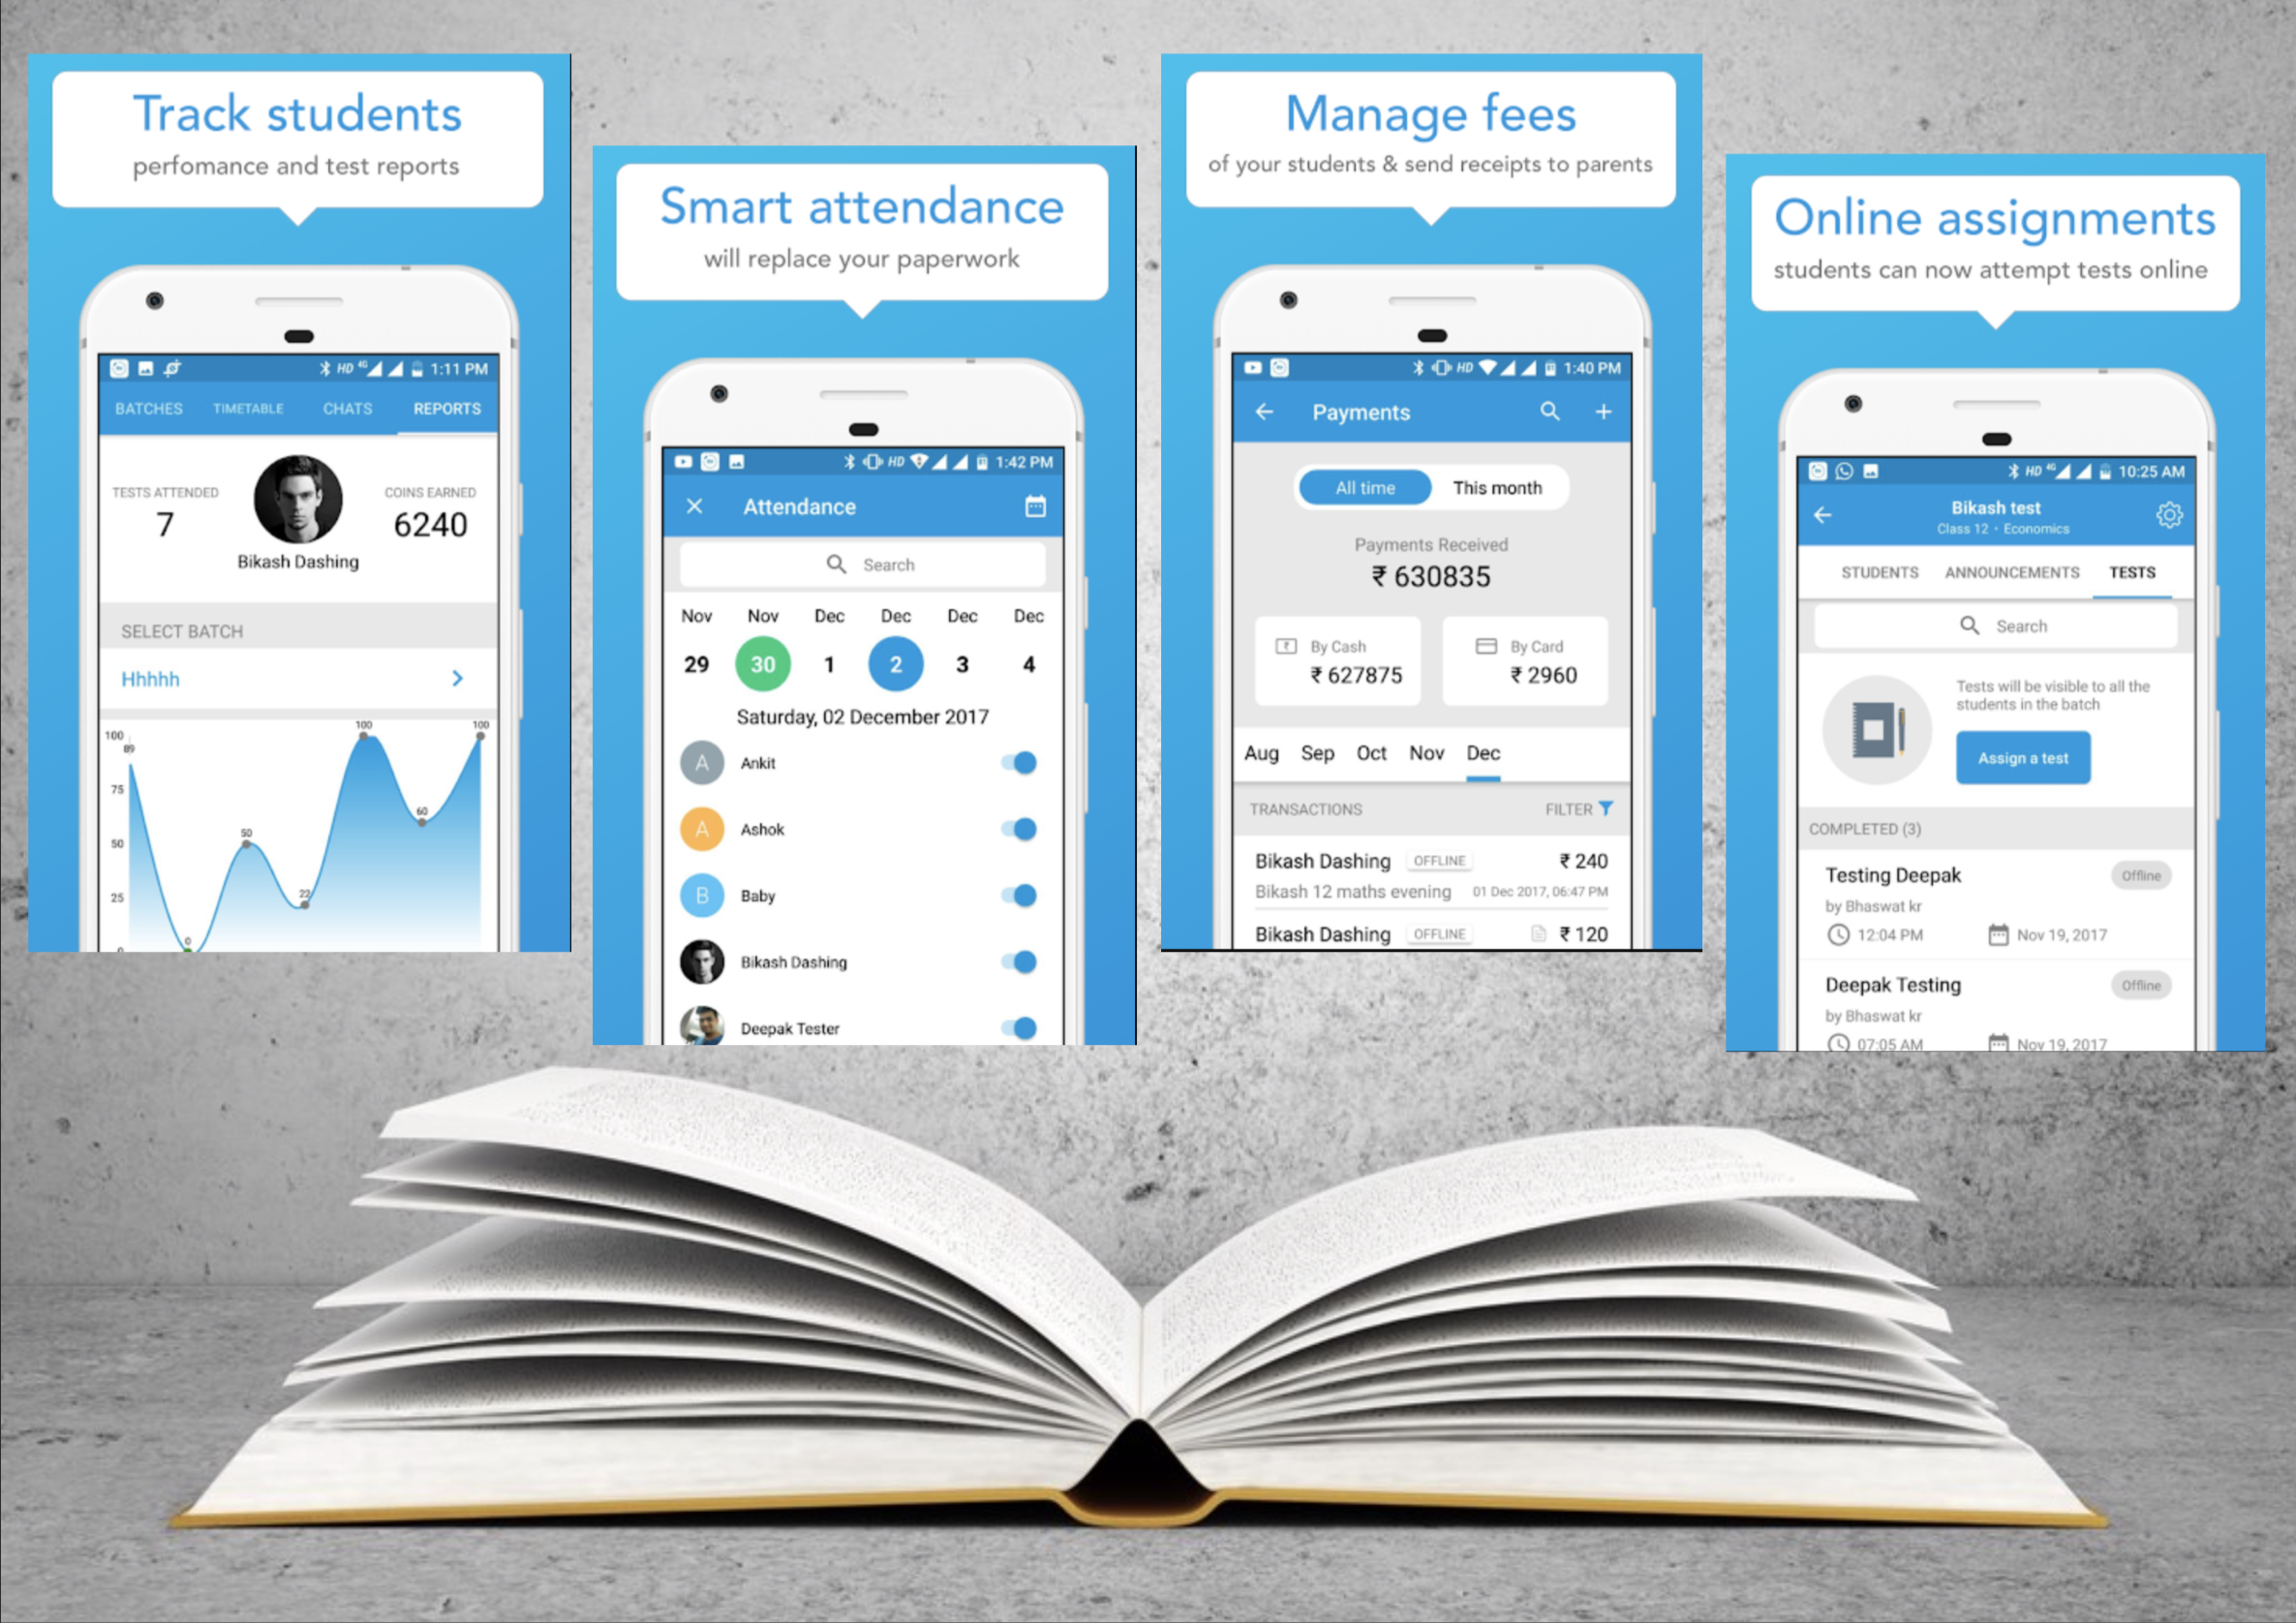 Track students
perfomance and test reports
1:11 PM
HD 4G
BATCHES TIMETABLE CHATS REPORTS
TESTS ATTENDED
7
COINS EARNED
6240
Bikash Dashing
SELECT BATCH
Hhhhh
100
89
75
50
25
0
0
50
22
100
60
100
Smart attendance
will replace your paperwork
HD 1:42 PM
Attendance
Search
Nov Nov Dec Dec Dec Dec
29 30 1 2 3 4
Saturday, 02 December 2017
A Ankit
A Ashok
B Baby
Bikash Dashing
Deepak Tester
Manage fees
of your students & send receipts to parents
HD 1:40 PM
Payments
All time This month
Payments Received
₹ 630835
By Cash
₹ 627875
By Card
₹ 2960
Aug Sep Oct Nov Dec
TRANSACTIONS FILTER
Bikash Dashing OFFLINE ₹ 240
Bikash 12 maths evening 01 Dec 2017, 06:47 PM
Bikash Dashing OFFLINE ₹ 120
Online assignments
students can now attempt tests online
HD 4G 10:25 AM
Bikash test
Class 12 • Economics
STUDENTS ANNOUNCEMENTS TESTS
Search
Tests will be visible to all the
students in the batch
Assign a test
COMPLETED (3)
Testing Deepak Offline
by Bhaswat kr
12:04 PM Nov 19, 2017
Deepak Testing Offline
by Bhaswat kr
07:05 AM Nov 19, 2017